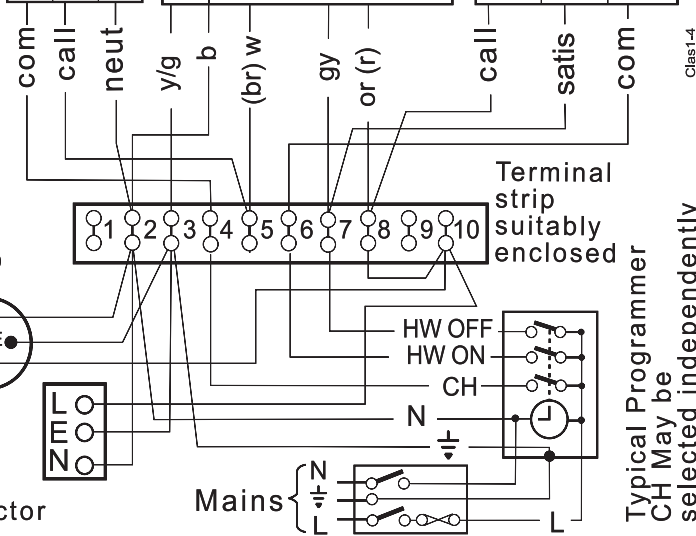 com
call
neut
y/g
b
(br) w
gy
or (r)
call
satis
com
Clas1-4
Terminal
strip
suitably
enclosed
1 2 3 4 5 6 7 8 9 10
E
HW OFF
HW ON
CH
N
L
E
N
Mains
N
L
L
ctor
Typical Programmer
CH May be
selected independently